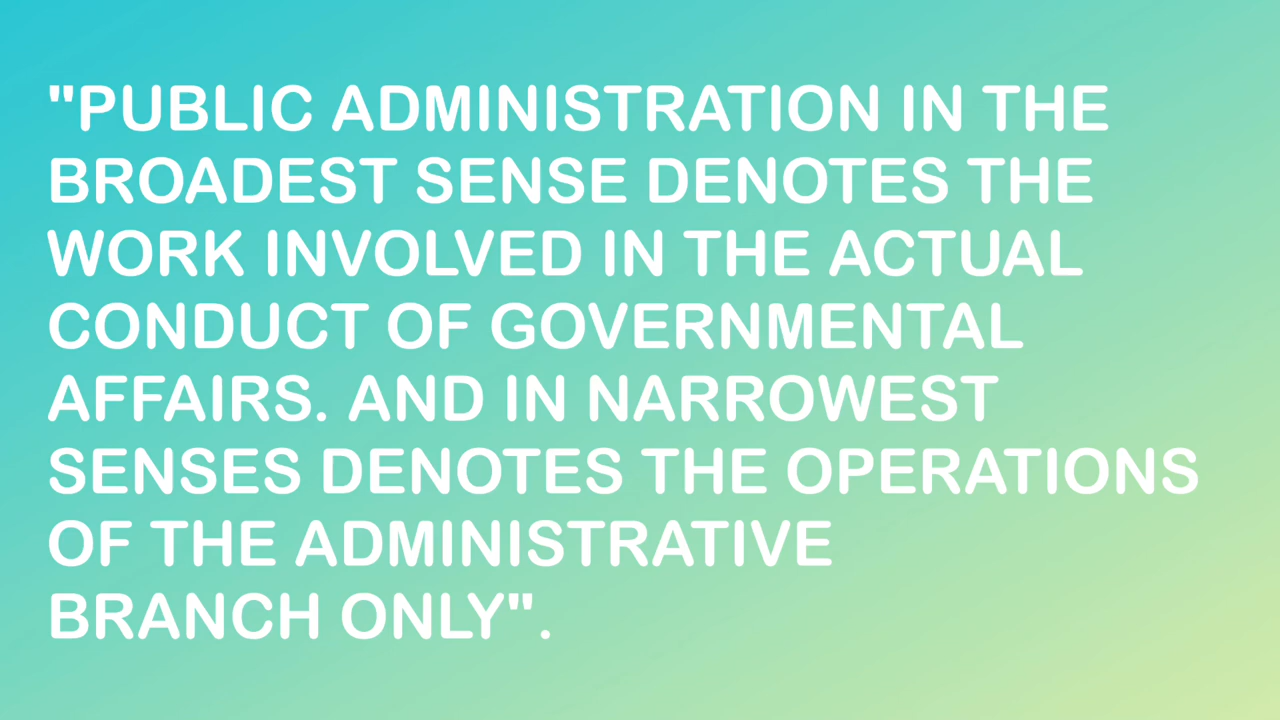 "PUBLIC ADMINISTRATION IN THE
BROADEST SENSE DENOTES THE
WORK INVOLVED IN THE ACTUAL
CONDUCT OF GOVERNMENTAL
AFFAIRS. AND IN NARROWEST
SENSES DENOTES THE OPERATIONS
OF THE ADMINISTRATIVE
BRANCH ONLY".